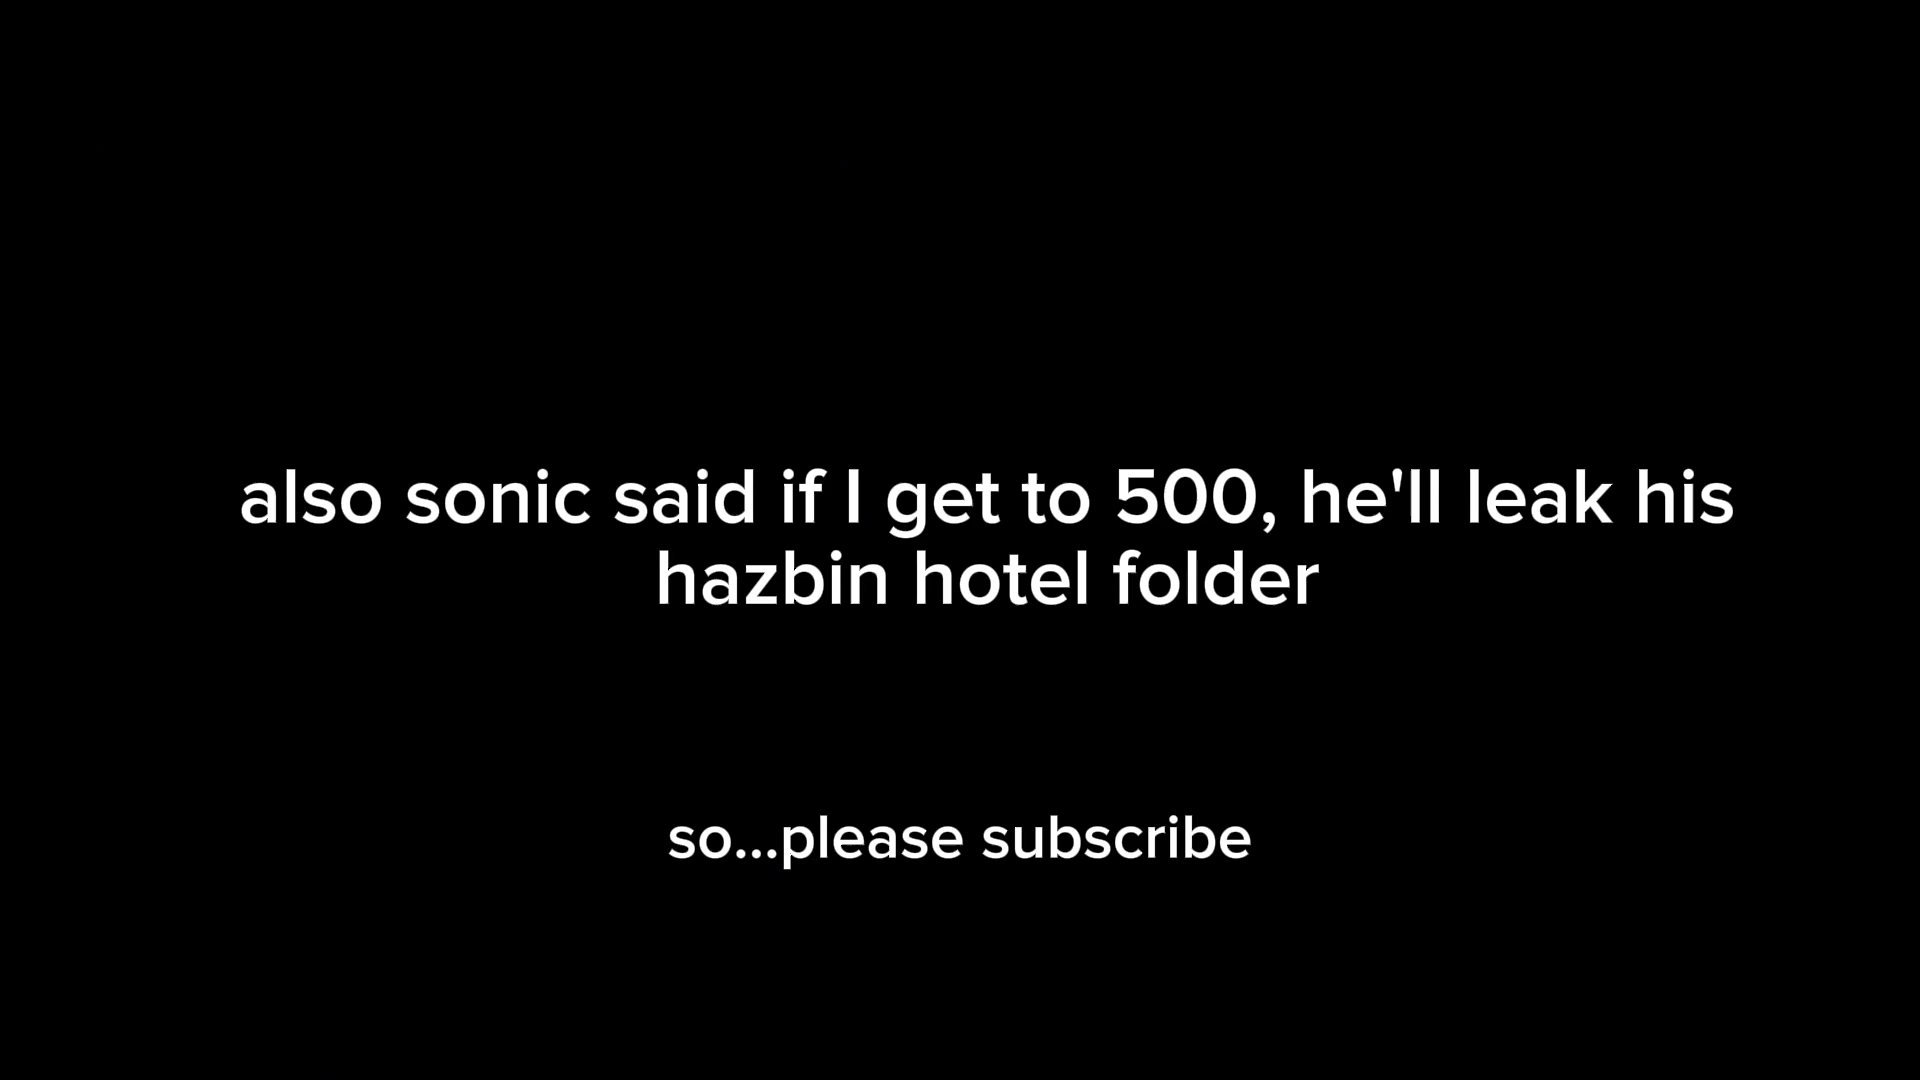 also sonic said if I get to 500, he'll leak his
hazbin hotel folder
so...please subscribe